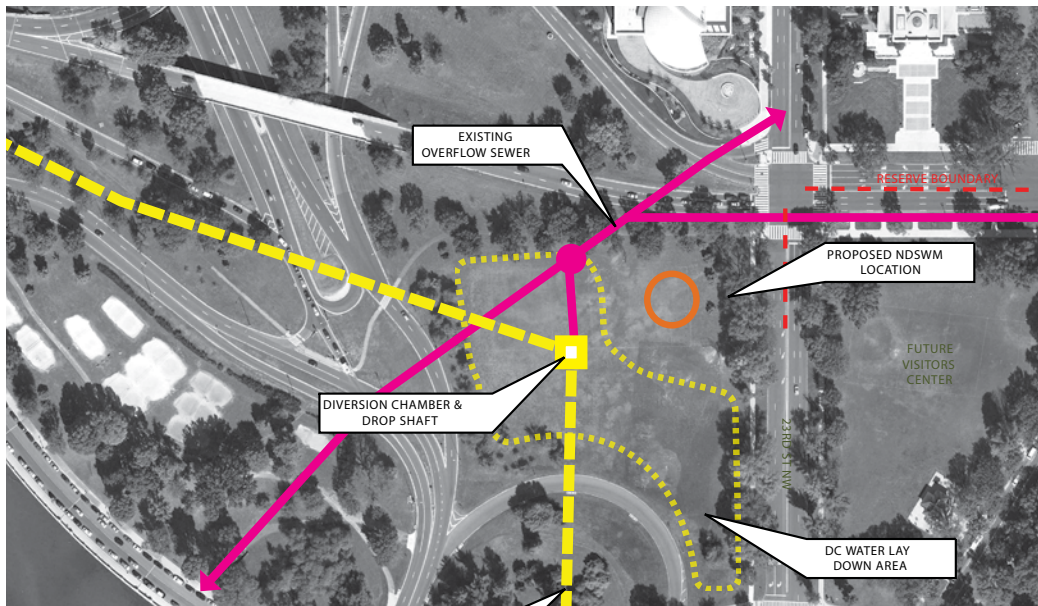 EXISTING
OVERFLOW SEWER
RESERVE BOUNDARY
PROPOSED NDSWM
LOCATION
FUTURE
VISITORS
CENTER
DIVERSION CHAMBER &
DROP SHAFT
23RD ST NW
DC WATER LAY
DOWN AREA